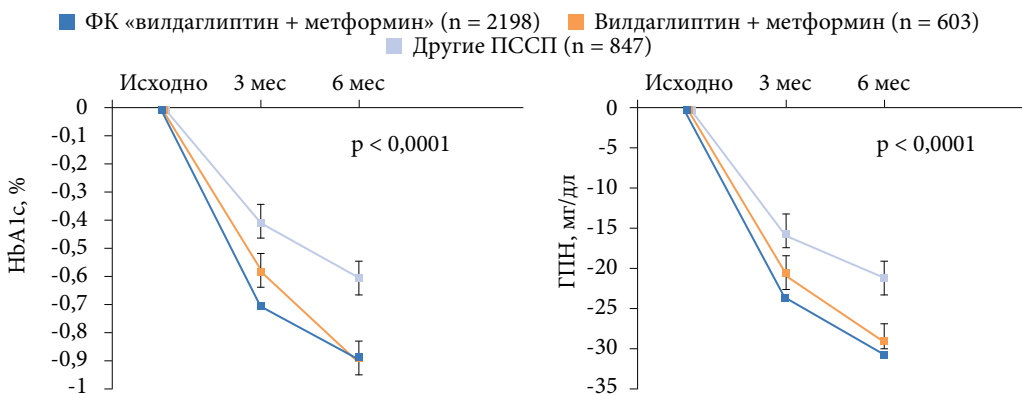 ФК «вилдаглиптин + метформин» (n = 2198) Вилдаглиптин + метформин (n = 603)
Другие ПССП (n = 847)
Исходно 3 мес 6 мес
0
-0,1
-0,2
-0,3
-0,4
-0,5
-0,6
-0,7
-0,8
-0,9
-1
HbA1c, %
p < 0,0001
Исходно 3 мес 6 мес
0
-5
-10
-15
-20
-25
-30
-35
ГПН, мг/дл
p < 0,0001